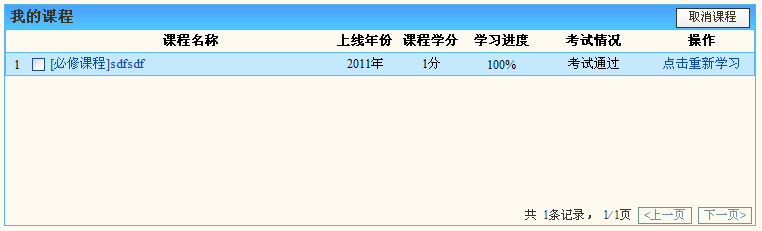 我的课程 取消课程
课程名称 上线年份 课程学分 学习进度 考试情况 操作
1 [必修课程]sdfsdf 2011年 1分 100% 考试通过 点击重新学习
共 1条记录， 1/1页 <上一页 下一页>